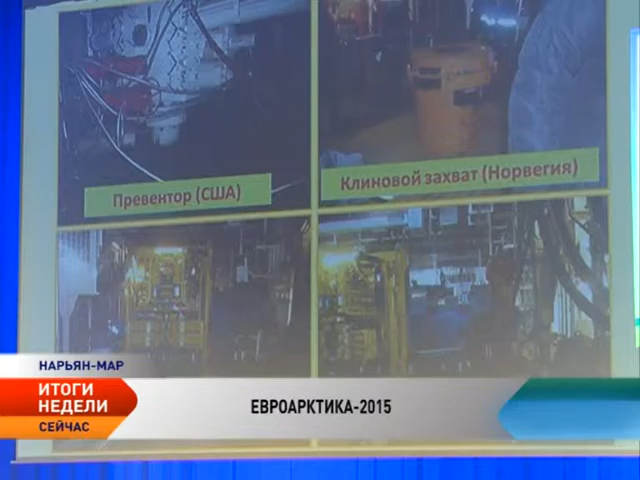 Превентор (США)
Клиновой захват (Норвегия)
НАРЬЯН-МАР
ИТОГИ
НЕДЕЛИ
СЕЙЧАС
ЕВРОАРКТИКА-2015